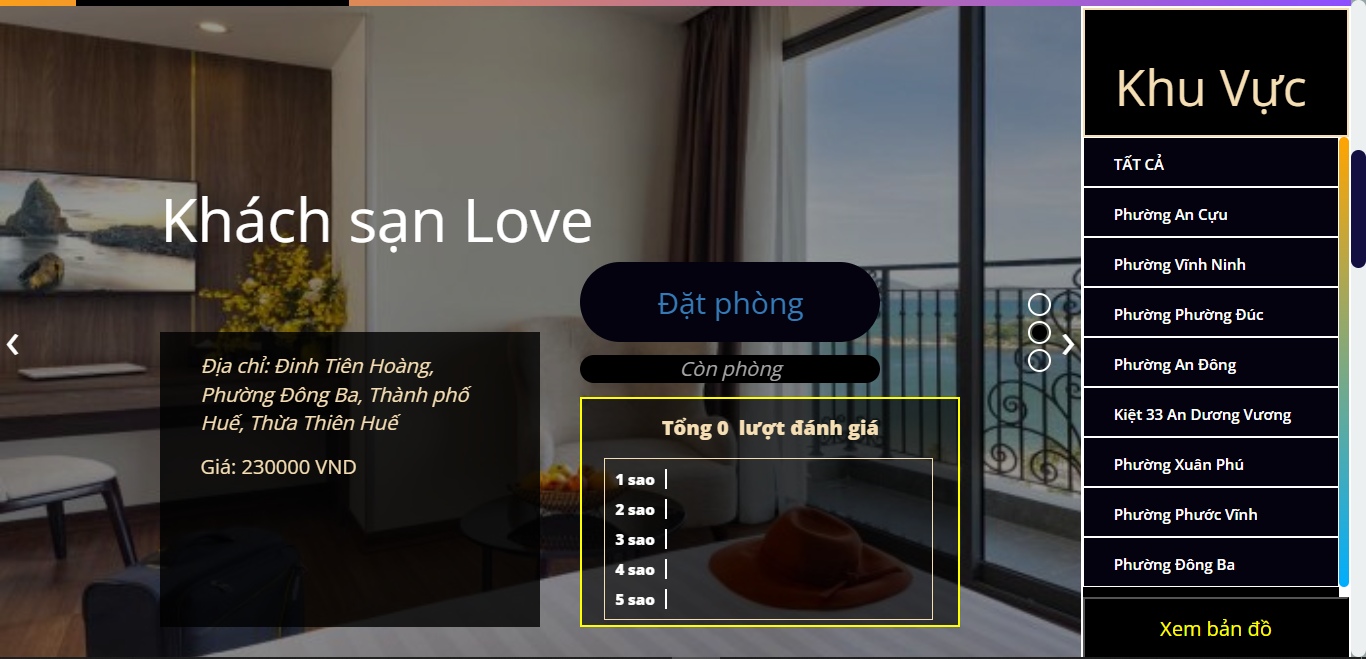 Khách sạn Love
Đặt phòng
Còn phòng
Địa chỉ: Đinh Tiên Hoàng,
Phường Đông Ba, Thành phố
Huế, Thừa Thiên Huế
Giá: 230000 VND
Tổng 0 lượt đánh giá
1 sao
2 sao
3 sao
4 sao
5 sao
Khu Vực
TẤT CẢ
Phường An Cựu
Phường Vĩnh Ninh
Phường Phường Đúc
Phường An Đông
Kiệt 33 An Dương Vương
Phường Xuân Phú
Phường Phước Vĩnh
Phường Đông Ba
Xem bản đồ